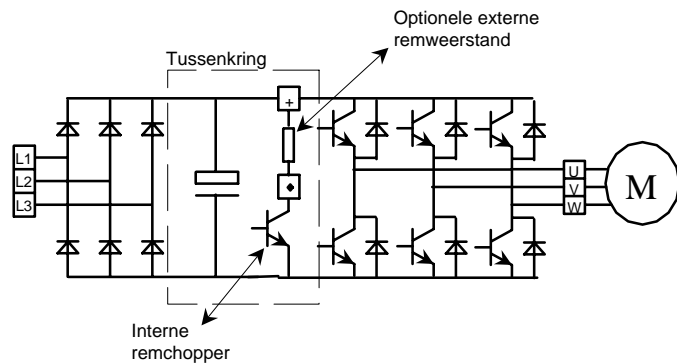 Optionele externe
remweerstand
Tussenkring
+
L1
L2
L3
U
V
W
M
Interne
remchopper